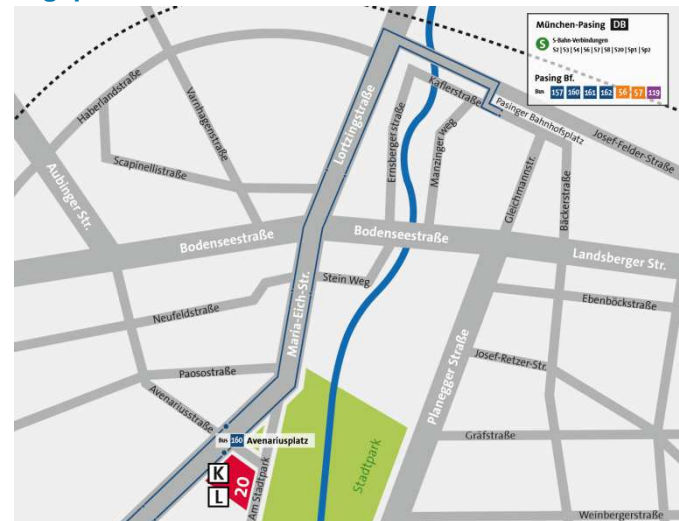 München-Pasing DB
S S-Bahn-Verbindungen
S2 | S3 | S4 | S6 | S7 | S8 | S20 | Sp1 | Sp2
Pasing Bf.
Bus 157 160 161 162 56 57 119
Haberlandstraße
Varnhagenstraße
Lortzingstraße
Kaflerstraße
Pasinger Bahnhofsplatz
Josef-Felder-Straße
Ernsbergerstraße
Manzinger Weg
Gleichmannstr.
Bäckerstraße
Scapinellistraße
Aubinger Str.
Bodenseestraße
Bodenseestraße
Landsberger Str.
Stein Weg
Maria-Eich-Str.
Neufeldstraße
Ebenböckstraße
Planegger Straße
Josef-Retzer-Str.
Paosostraße
Avenariusstraße
Bus 160 Avenariusplatz
Gräfstraße
Stadtpark
K
L
20
Am Stadtpark
Weinbergerstraße